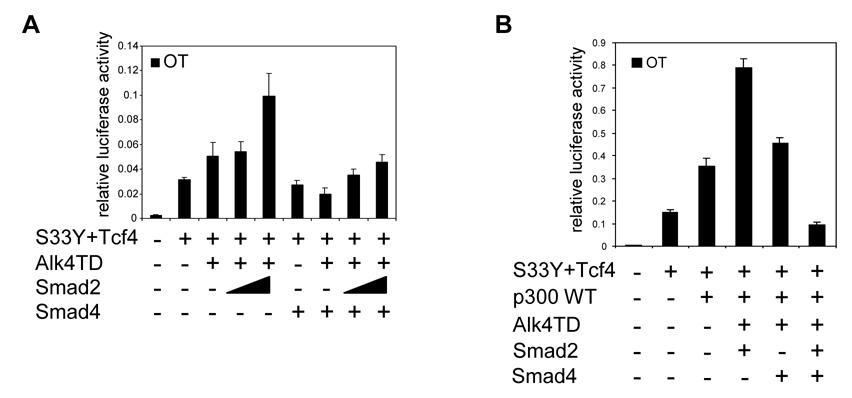 A
relative luciferase activity
0.14
0.12
0.1
0.08
0.06
0.04
0.02
0
OT
S33Y+Tcf4 - + + + + + + + +
Alk4TD - - + + + - + + +
Smad2 - - - - - -
Smad4 - - - - - + + + +
B
relative luciferase activity
0.9
0.8
0.7
0.6
0.5
0.4
0.3
0.2
0.1
0
OT
S33Y+Tcf4 - + + + + +
p300 WT - - + + + +
Alk4TD - - - + + +
Smad2 - - - + - +
Smad4 - - - - + +